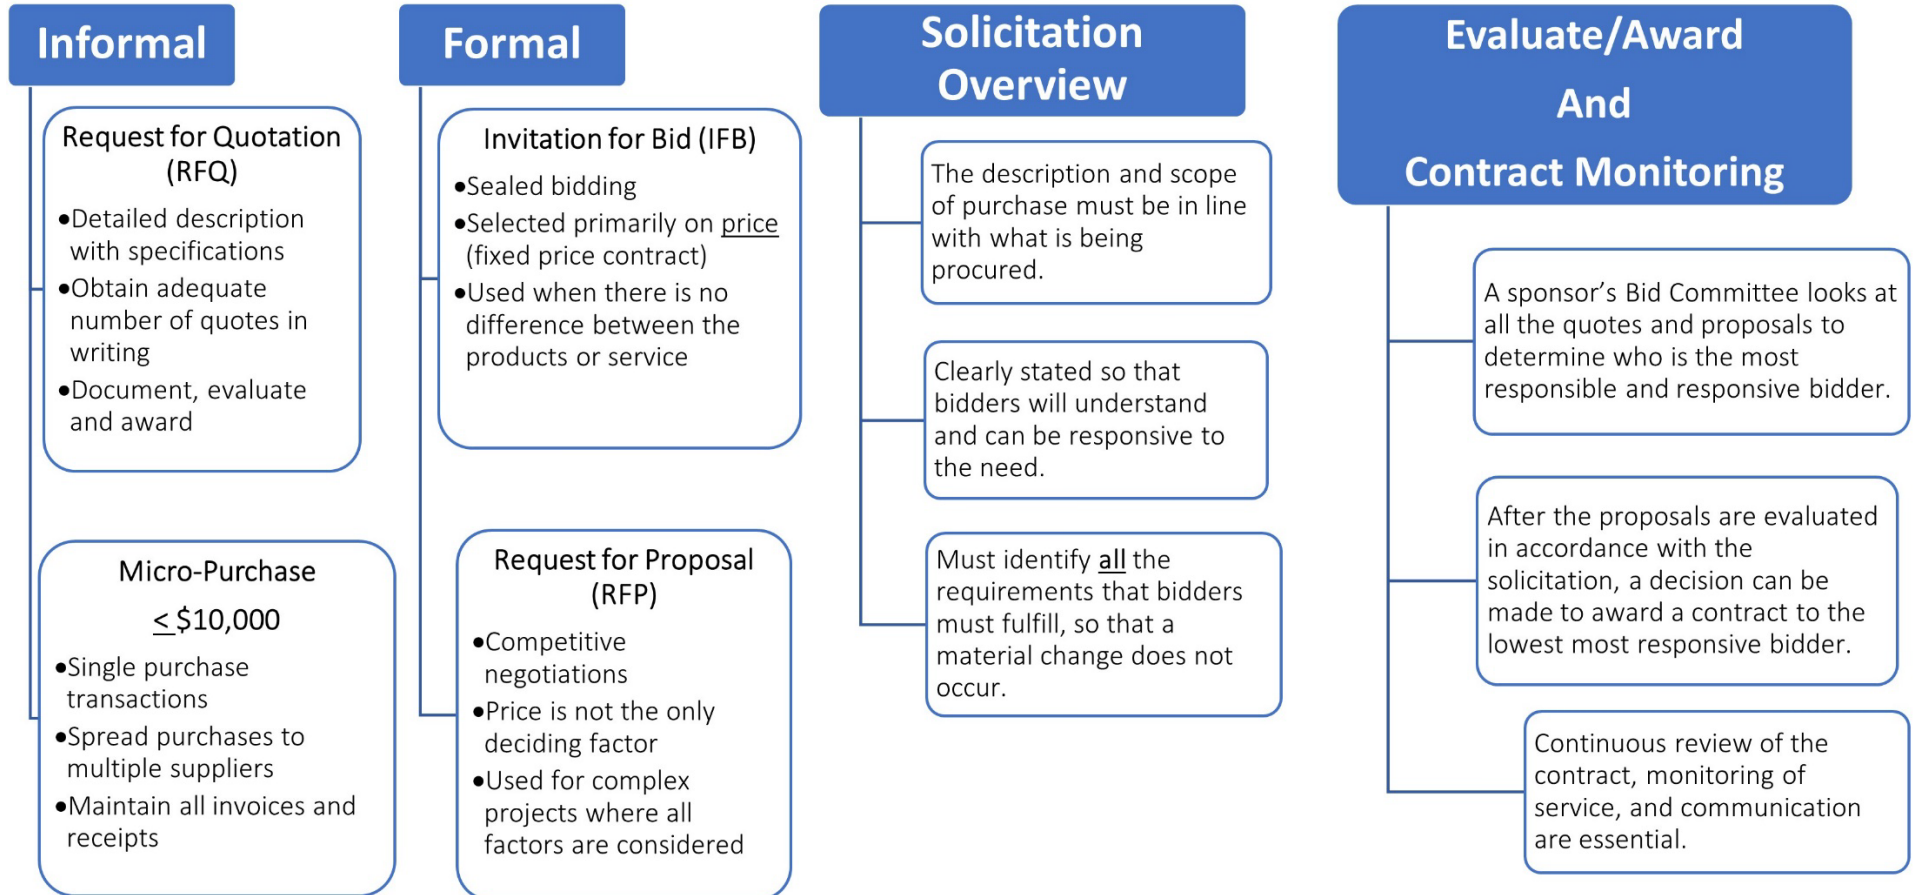 Informal
Request for Quotation
(RFQ)
•Detailed description
with specifications
•Obtain adequate
number of quotes in
writing
•Document, evaluate
and award
Micro-Purchase
< $10,000
•Single purchase
transactions
•Spread purchases to
multiple suppliers
•Maintain all invoices and
receipts
Formal
Invitation for Bid (IFB)
•Sealed bidding
•Selected primarily on price
(fixed price contract)
•Used when there is no
difference between the
products or service
Request for Proposal
(RFP)
•Competitive
negotiations
•Price is not the only
deciding factor
•Used for complex
projects where all
factors are considered
Solicitation
Overview
The description and scope
of purchase must be in line
with what is being
procured.
Clearly stated so that
bidders will understand
and can be responsive to
the need.
Must identify all the
requirements that bidders
must fulfill, so that a
material change does not
occur.
Evaluate/Award
And
Contract Monitoring
A sponsor’s Bid Committee looks at
all the quotes and proposals to
determine who is the most
responsible and responsive bidder.
After the proposals are evaluated
in accordance with the
solicitation, a decision can be
made to award a contract to the
lowest most responsive bidder.
Continuous review of the
contract, monitoring of
service, and communication
are essential.